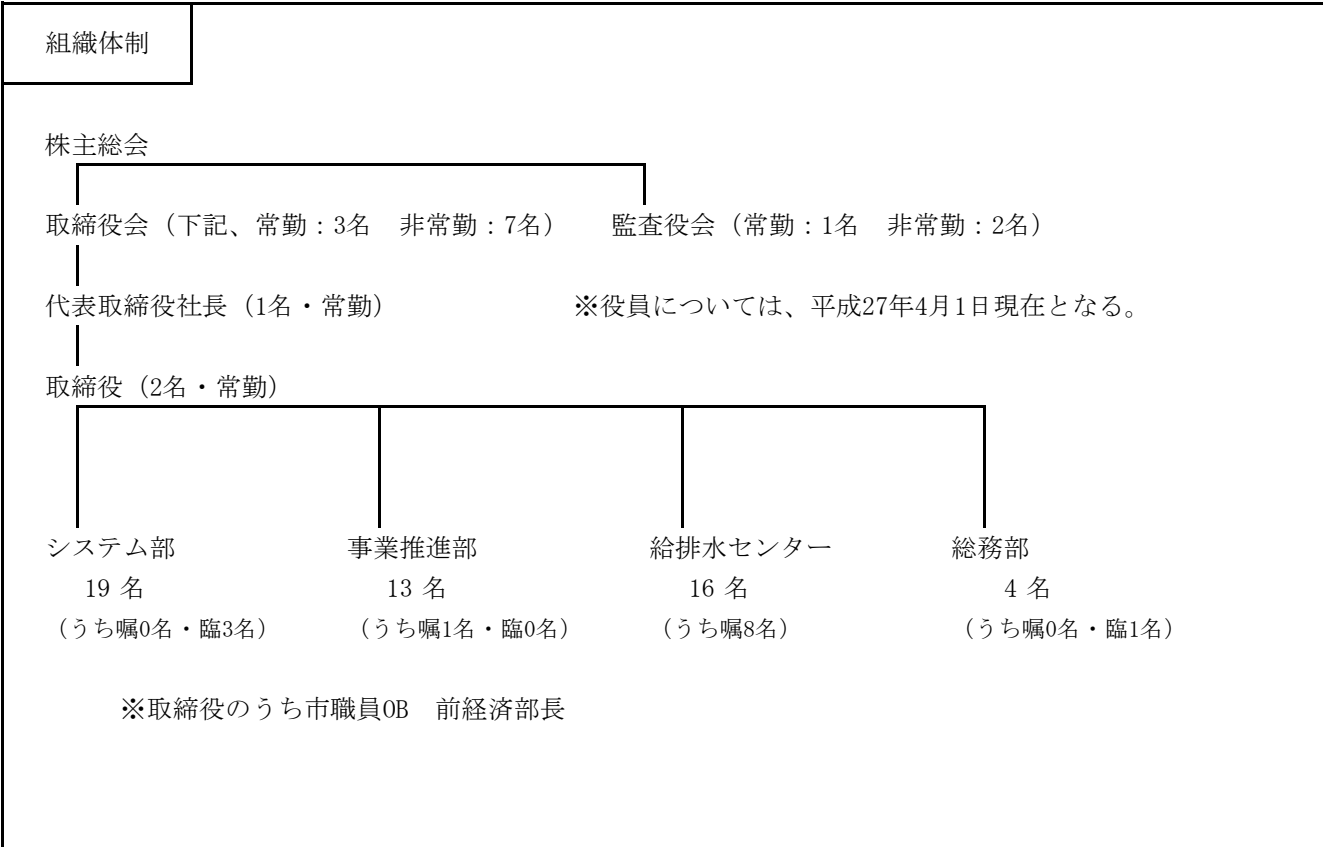 組織体制
株主総会
取締役会（下記、常勤：3名　非常勤：7名）　　監査役会（常勤：1名　非常勤：2名）
代表取締役社長（1名・常勤）　　※役員については、平成27年4月1日現在となる。
取締役（2名・常勤）
システム部　　事業推進部　　給排水センター　　総務部
19 名　　13 名　　16 名　　4 名
（うち嘱0名・臨3名）　　（うち嘱1名・臨0名）　　（うち嘱8名）　　（うち嘱0名・臨1名）
※取締役のうち市職員OB　前経済部長